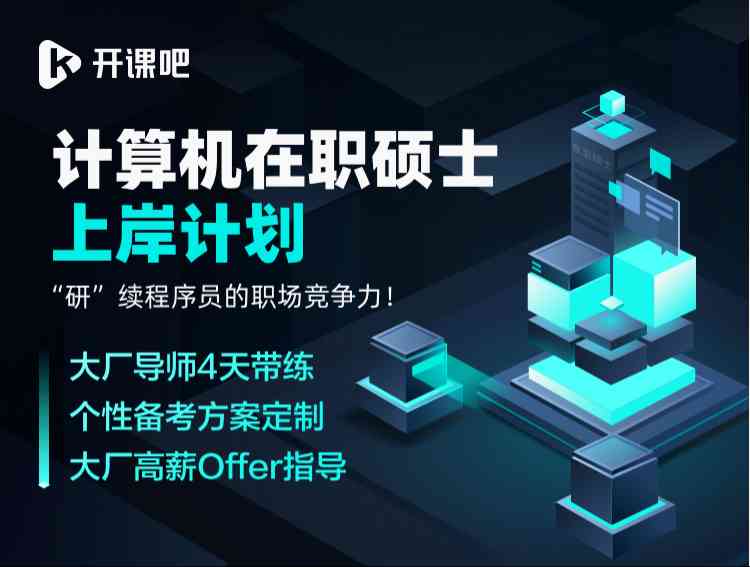 开课吧
计算机在职硕士
上岸计划
“研”续程序员的职场竞争力!
大厂导师4天带练
个性备考方案定制
大厂高薪Offer指导